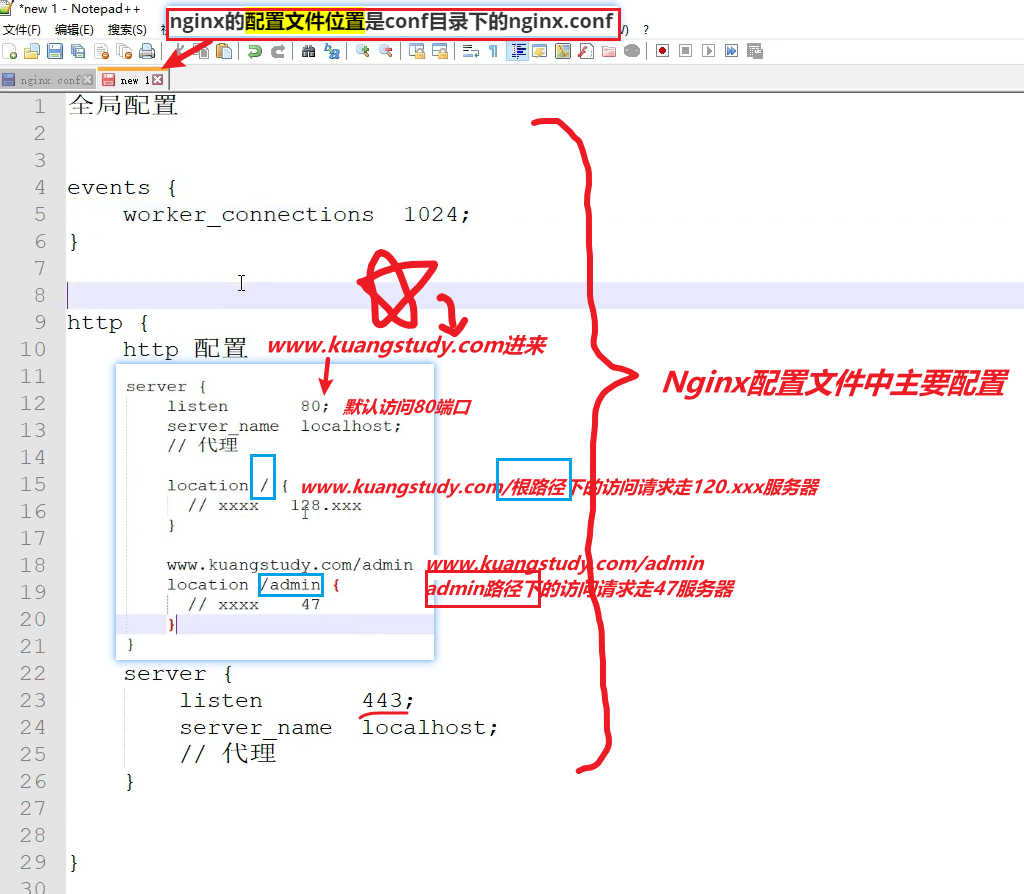 *new 1 - Notepad++
nginx的配置文件位置是conf目录下的nginx.conf
文件(F) 编辑(E) 搜索(S) ?
nginx.conf new 1
1 全局配置
2
3
4 events {
5 worker_connections 1024;
6 }
7
8
9 http {
10 http 配置 www.kuangstudy.com进来
11
12
13
14
15
16
17
18
19
20
21
server {
listen 80; 默认访问80端口
server_name localhost;
// 代理
location / { www.kuangstudy.com/根路径下的访问请求走120.xxx服务器
// xxxx 128.xxx
}
www.kuangstudy.com/admin www.kuangstudy.com/admin
location /admin { admin路径下的访问请求走47服务器
// xxxx 47
}
}
Nginx配置文件中主要配置
22 server {
23 listen 443;
24 server_name localhost;
25 // 代理
26 }
27
28
29 }
30